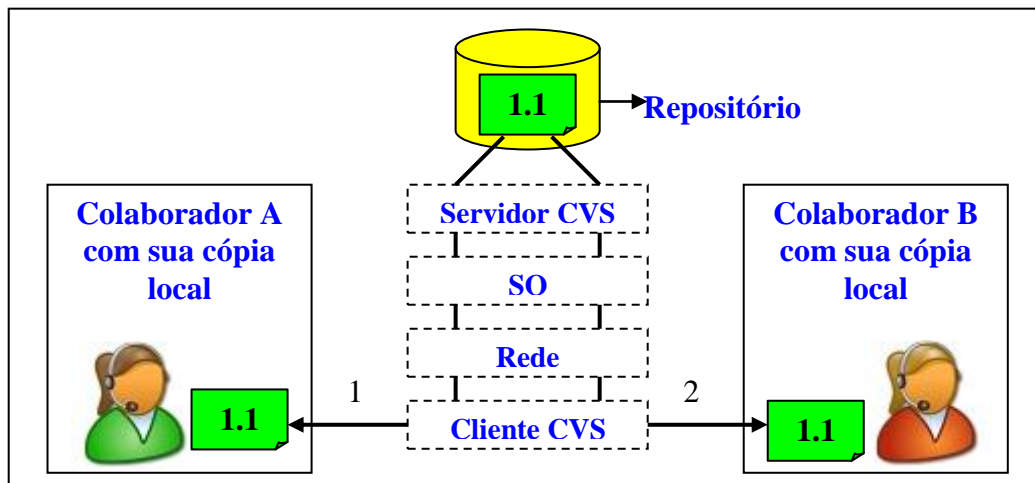 1.1
Repositório
Servidor CVS
SO
Rede
Cliente CVS
Colaborador A
com sua cópia
local
1.1
1
2
Colaborador B
com sua cópia
local
1.1